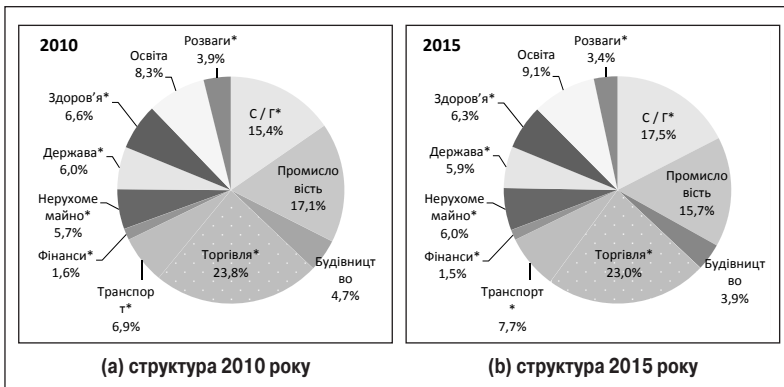 2010
Розваги*
3,9%
Освіта
8,3%
Здоров'я*
6,6%
Держава*
6,0%
Нерухоме
майно*
5,7%
Фінанси*
1,6%
Транспор
т*
6,9%
Торгівля*
23,8%
Будівницт
во
4,7%
Промисло
вість
17,1%
С / Г*
15,4%
(a) структура 2010 року
2015
Розваги*
3,4%
Освіта
9,1%
Здоров'я*
6,3%
Держава*
5,9%
Нерухоме
майно*
6,0%
Фінанси*
1,5%
Транспорт
*
7,7%
Торгівля*
23,0%
Будівницт
во
3,9%
Промисло
вість
15,7%
С / Г*
17,5%
(b) структура 2015 року